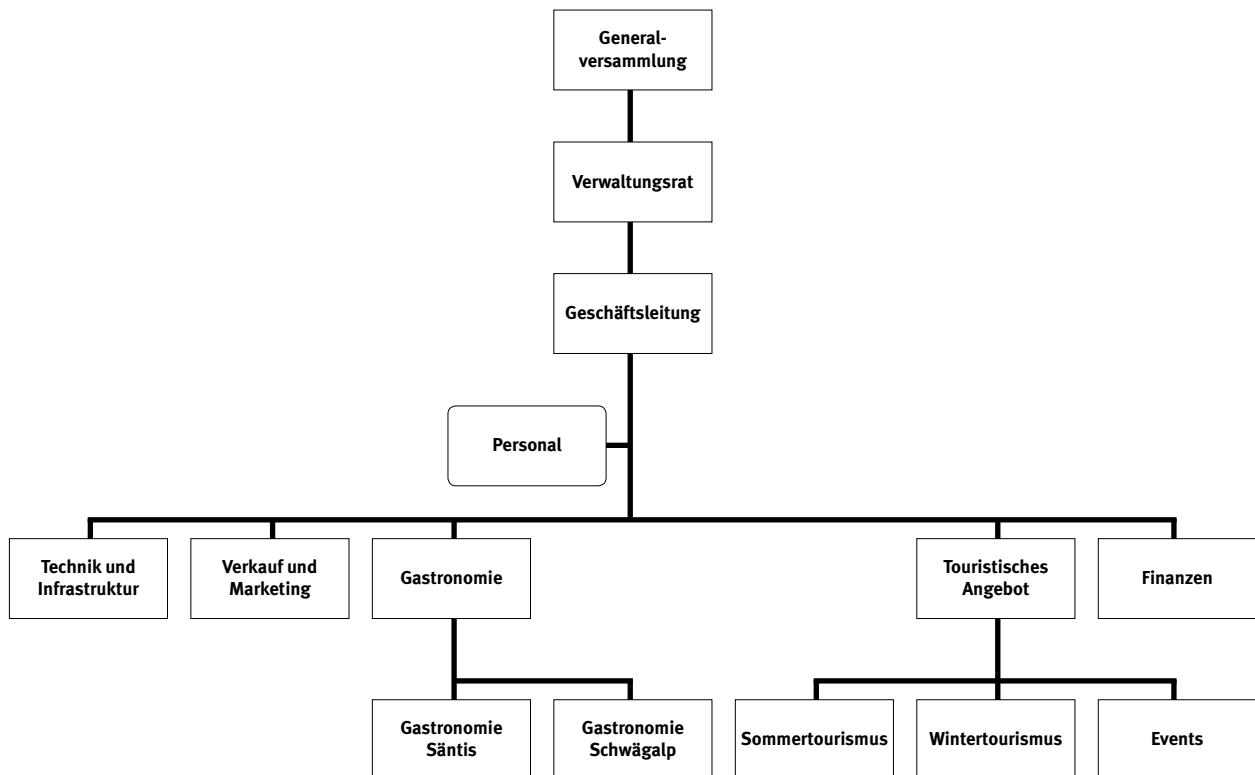 General-
versammlung
Verwaltungsrat
Geschäftsleitung
Personal
Technik und
Infrastruktur
Verkauf und
Marketing
Gastronomie
Touristisches
Angebot
Finanzen
Gastronomie
Säntis
Gastronomie
Schwägalp
Sommertourismus
Wintertourismus
Events